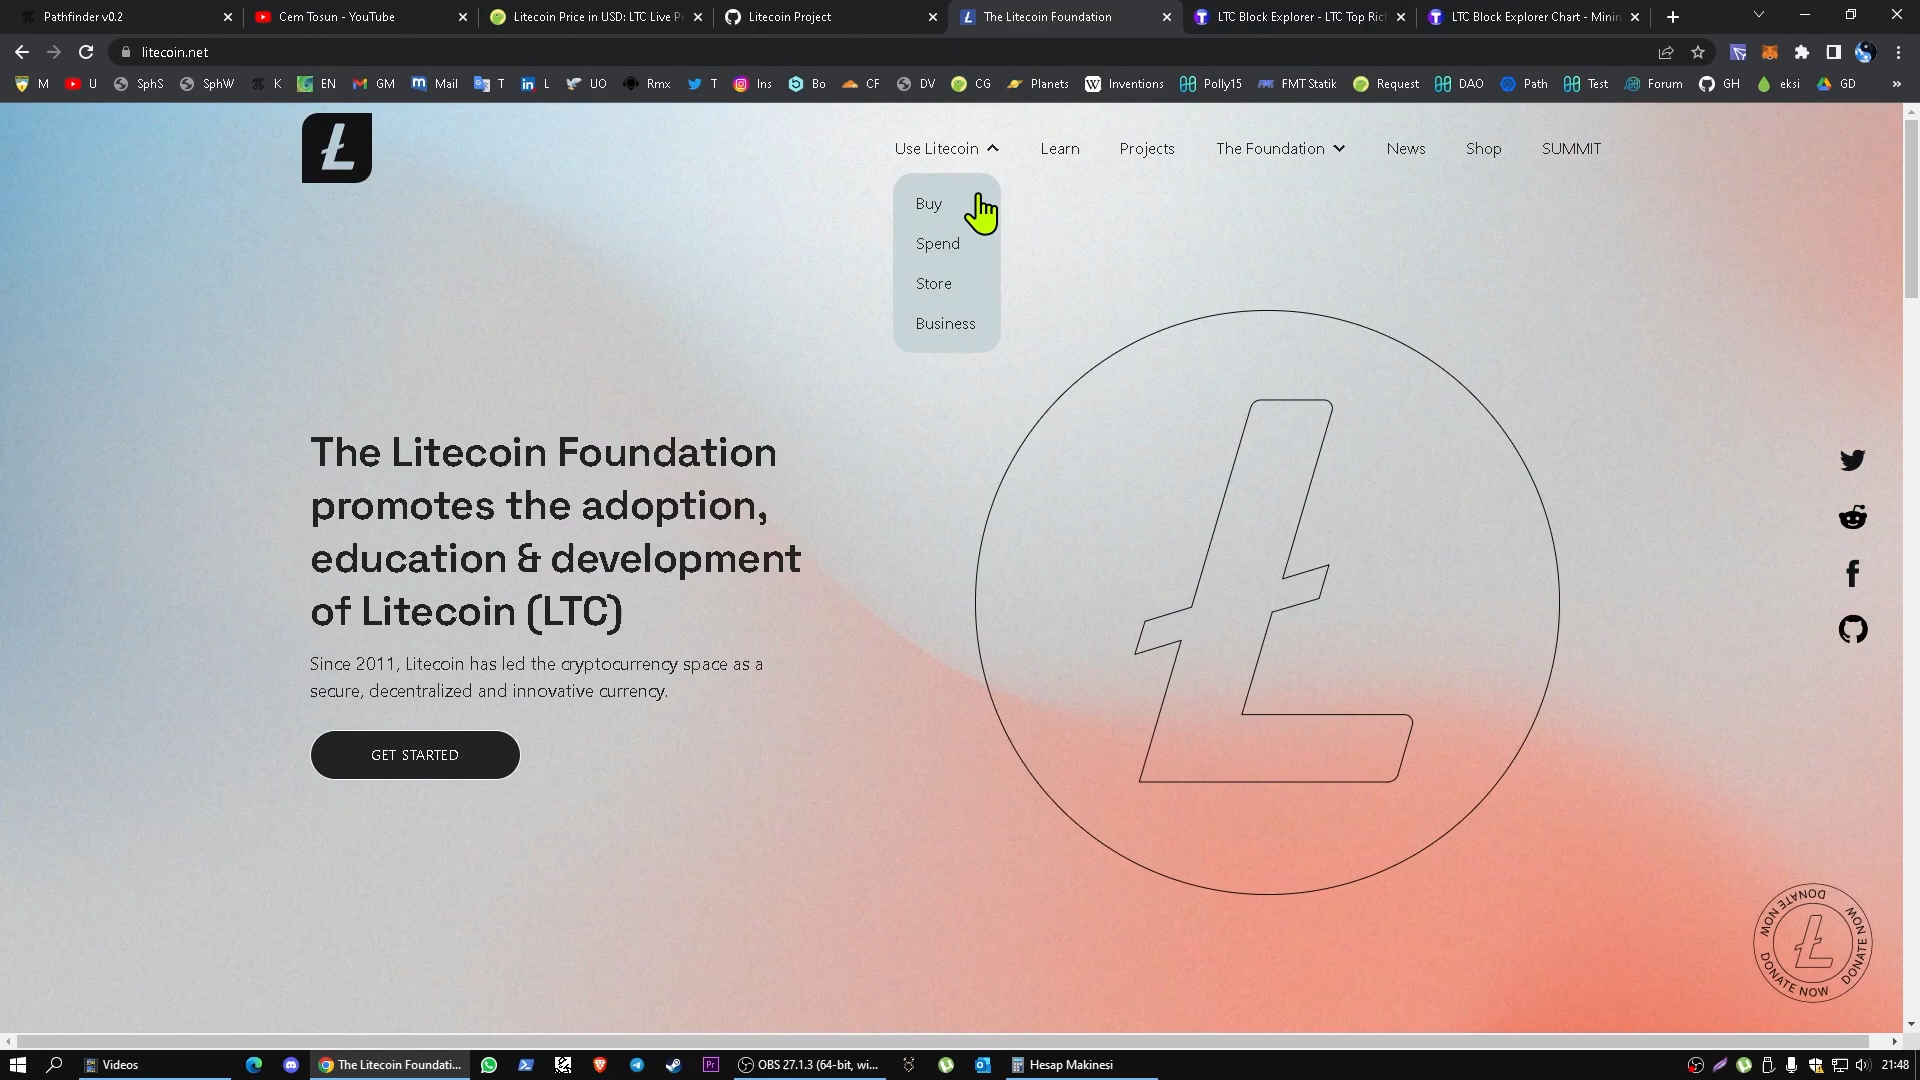 Pathfinder v0.2
Cem Tosun - YouTube
Litecoin Price in USD: LTC Live P
Litecoin Project
The Litecoin Foundation
LTC Block Explorer - LTC Top Ric
LTC Block Explorer Chart - Minin
litecoin.net
M
U
SphS
SphW
K
EN
GM
Mail
T
L
UO
Rmx
T
Ins
Bo
CF
DV
CG
Planets
Inventions
Polly15
FMT Statik
Request
DAO
Path
Test
Forum
GH
eksi
GD
Use Litecoin
Learn
Projects
The Foundation
News
Shop
SUMMIT
Buy
Spend
Store
Business
The Litecoin Foundation
promotes the adoption,
education & development
of Litecoin (LTC)
Since 2011, Litecoin has led the cryptocurrency space as a
secure, decentralized and innovative currency.
GET STARTED
DONATE NOW DONATE NOW DONATE NOW
Videos
The Litecoin Foundati...
Pr
OBS 27.1.3 (64-bit, wi...
Hesap Makinesi
21:48